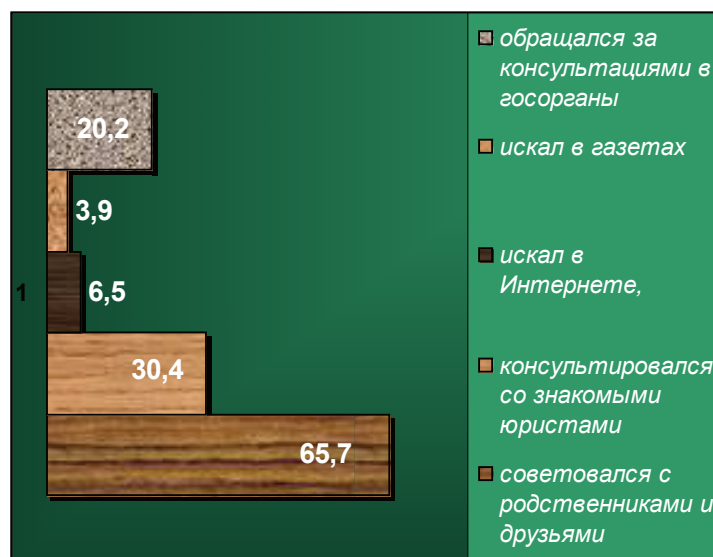 20,2
3,9
1
6,5
30,4
65,7
обращался за
консультациями в
госорганы
искал в газетах
искал в
Интернете,
консультировался
со знакомыми
юристами
советовался с
родственниками и
друзьями